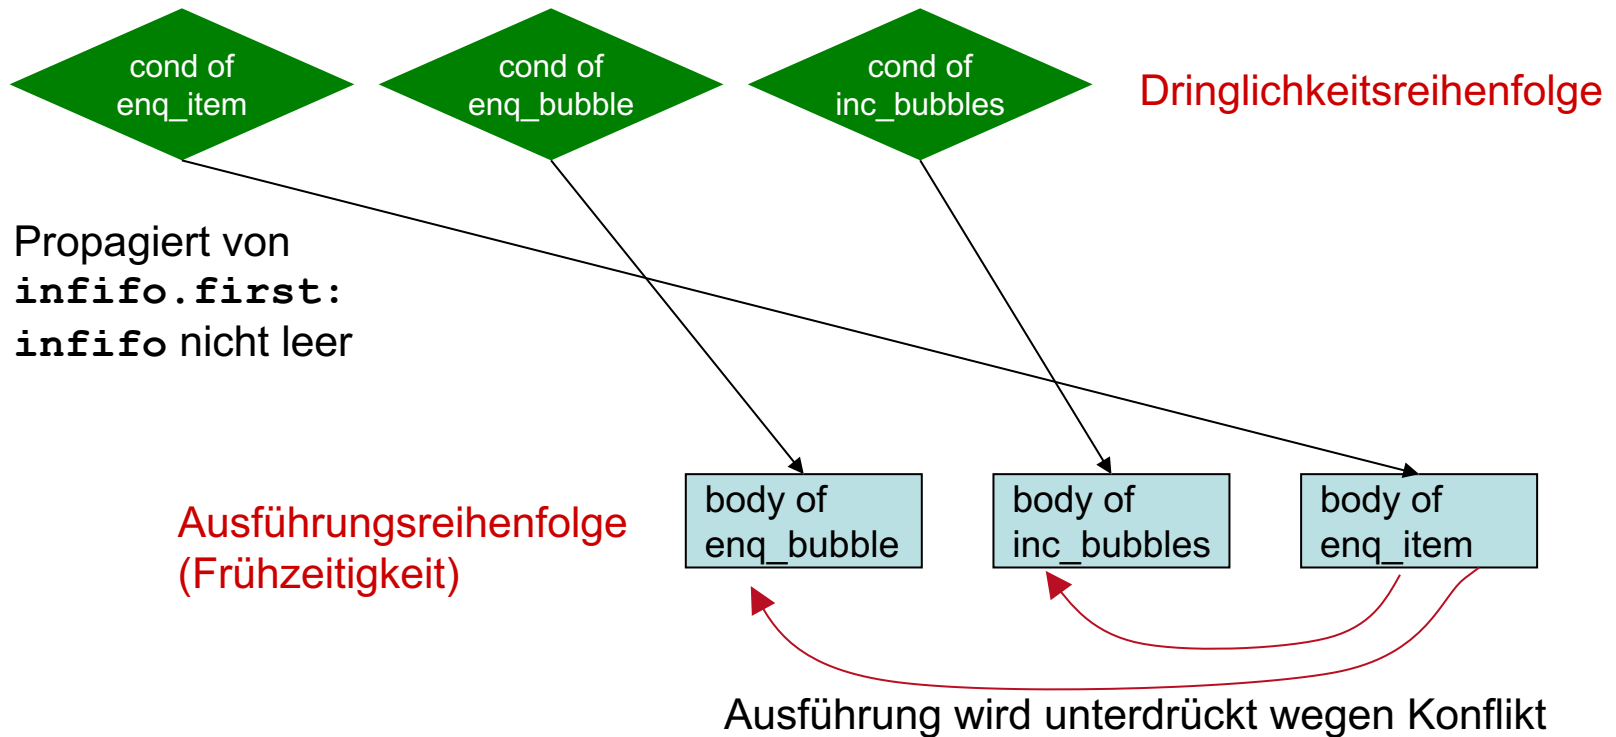 cond of
enq_item
cond of
enq_bubble
cond of
inc_bubbles
Dringlichkeitsreihenfolge
Propagiert von
infifo.first:
infifo nicht leer
Ausführungsreihenfolge
(Frühzeitigkeit)
body of
enq_bubble
body of
inc_bubbles
body of
enq_item
Ausführung wird unterdrückt wegen Konflikt